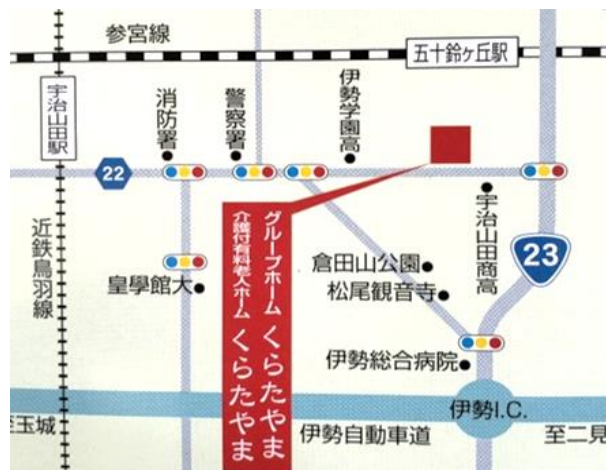 参宮線
五十鈴ヶ丘駅
宇治山田駅
消防署
警察署
伊勢学園高
22
近鉄鳥羽線
皇學館大
グループホーム くらたやま
介護付有料老人ホーム くらたやま
宇治山田商高
23
倉田山公園
松尾観音寺
伊勢総合病院
伊勢I.C.
至玉城
伊勢自動車道
至二見